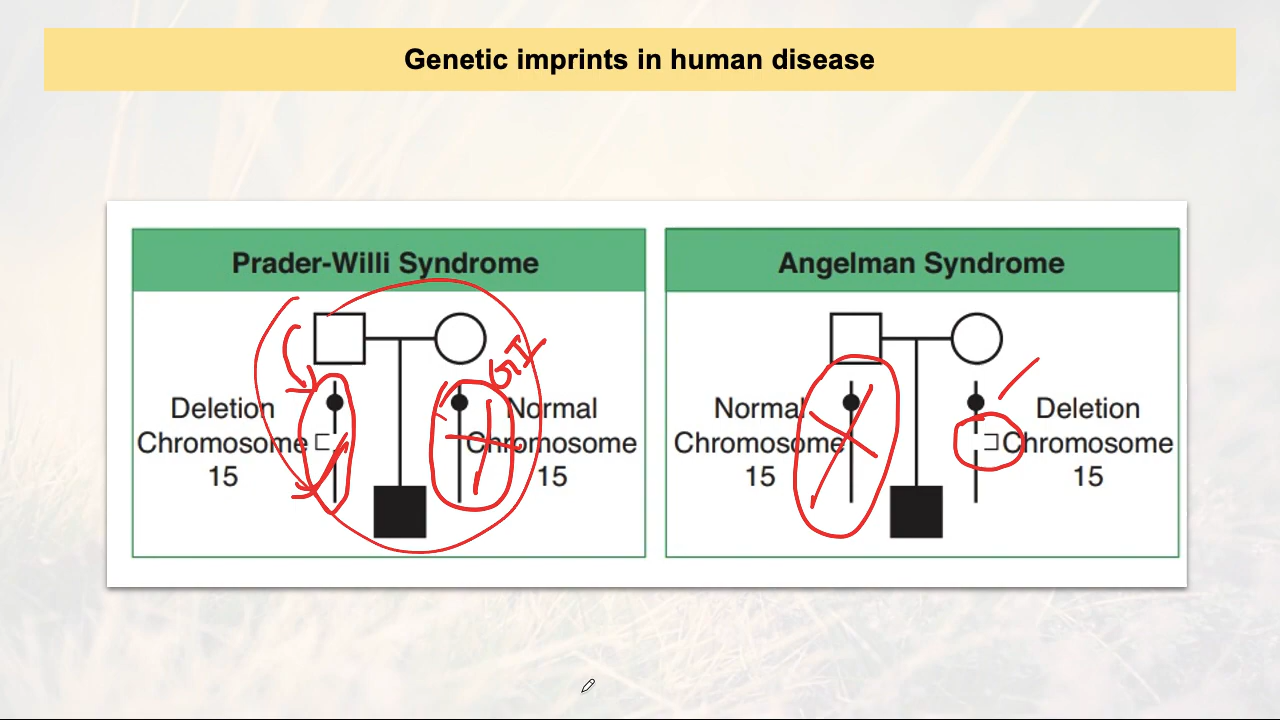 Genetic imprints in human disease
Prader-Willi Syndrome
Deletion
Chromosome
15
GI
Normal
Chromosome
15
Angelman Syndrome
Normal
Chromosome
15
Deletion
Chromosome
15